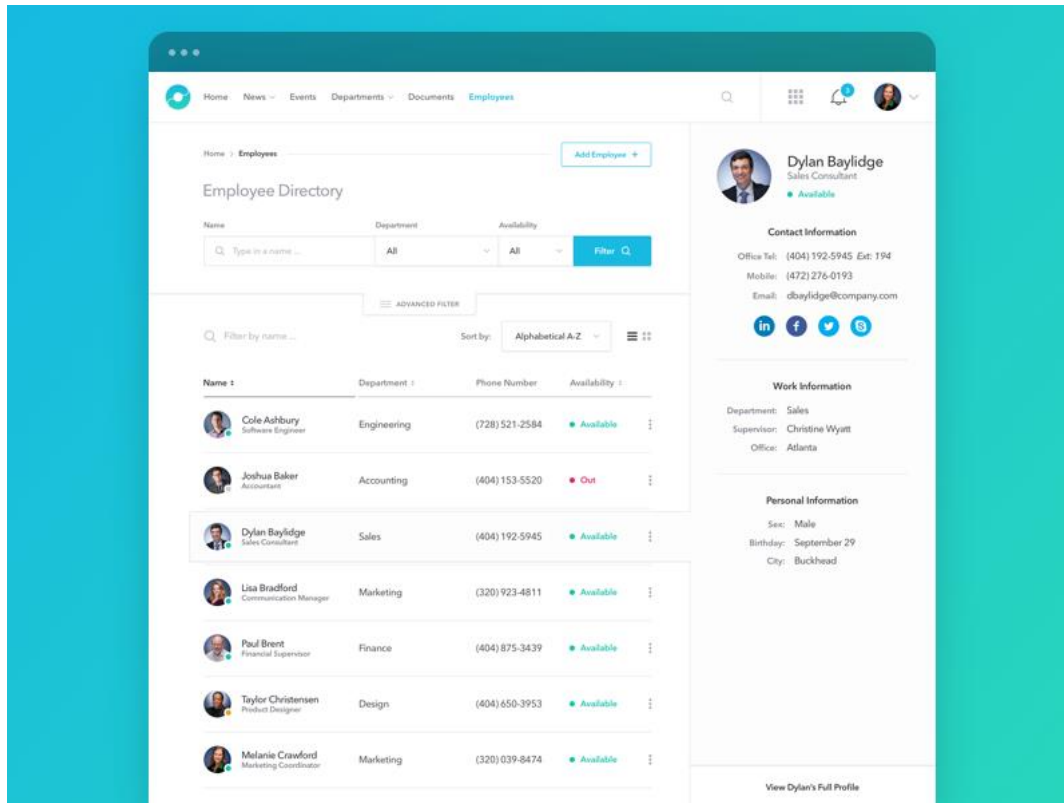 Home News Events Departments Documents Employees
3
Home > Employees
Add Employee +
Employee Directory
Name Department Availability
Type in a name ... All All Filter
ADVANCED FILTER
Filter by name ... Sort by: Alphabetical A-Z
Name Department Phone Number Availability
Cole Ashbury
Software Engineer
Engineering (728) 521-2584 Available
Joshua Baker
Accountant
Accounting (404) 153-5520 Out
Dylan Baylidge
Sales Consultant
Sales (404) 192-5945 Available
Lisa Bradford
Communication Manager
Marketing (320) 923-4811 Available
Paul Brent
Financial Supervisor
Finance (404) 875-3439 Available
Taylor Christensen
Product Designer
Design (404) 650-3953 Available
Melanie Crawford
Marketing Coordinator
Marketing (320) 039-8474 Available
Dylan Baylidge
Sales Consultant
Available
Contact Information
Office Tel: (404) 192-5945 Ext: 194
Mobile: (472) 276-0193
Email: dbaylidge@company.com
in f S
Work Information
Department: Sales
Supervisor: Christine Wyatt
Office: Atlanta
Personal Information
Sex: Male
Birthday: September 29
City: Buckhead
View Dylan's Full Profile